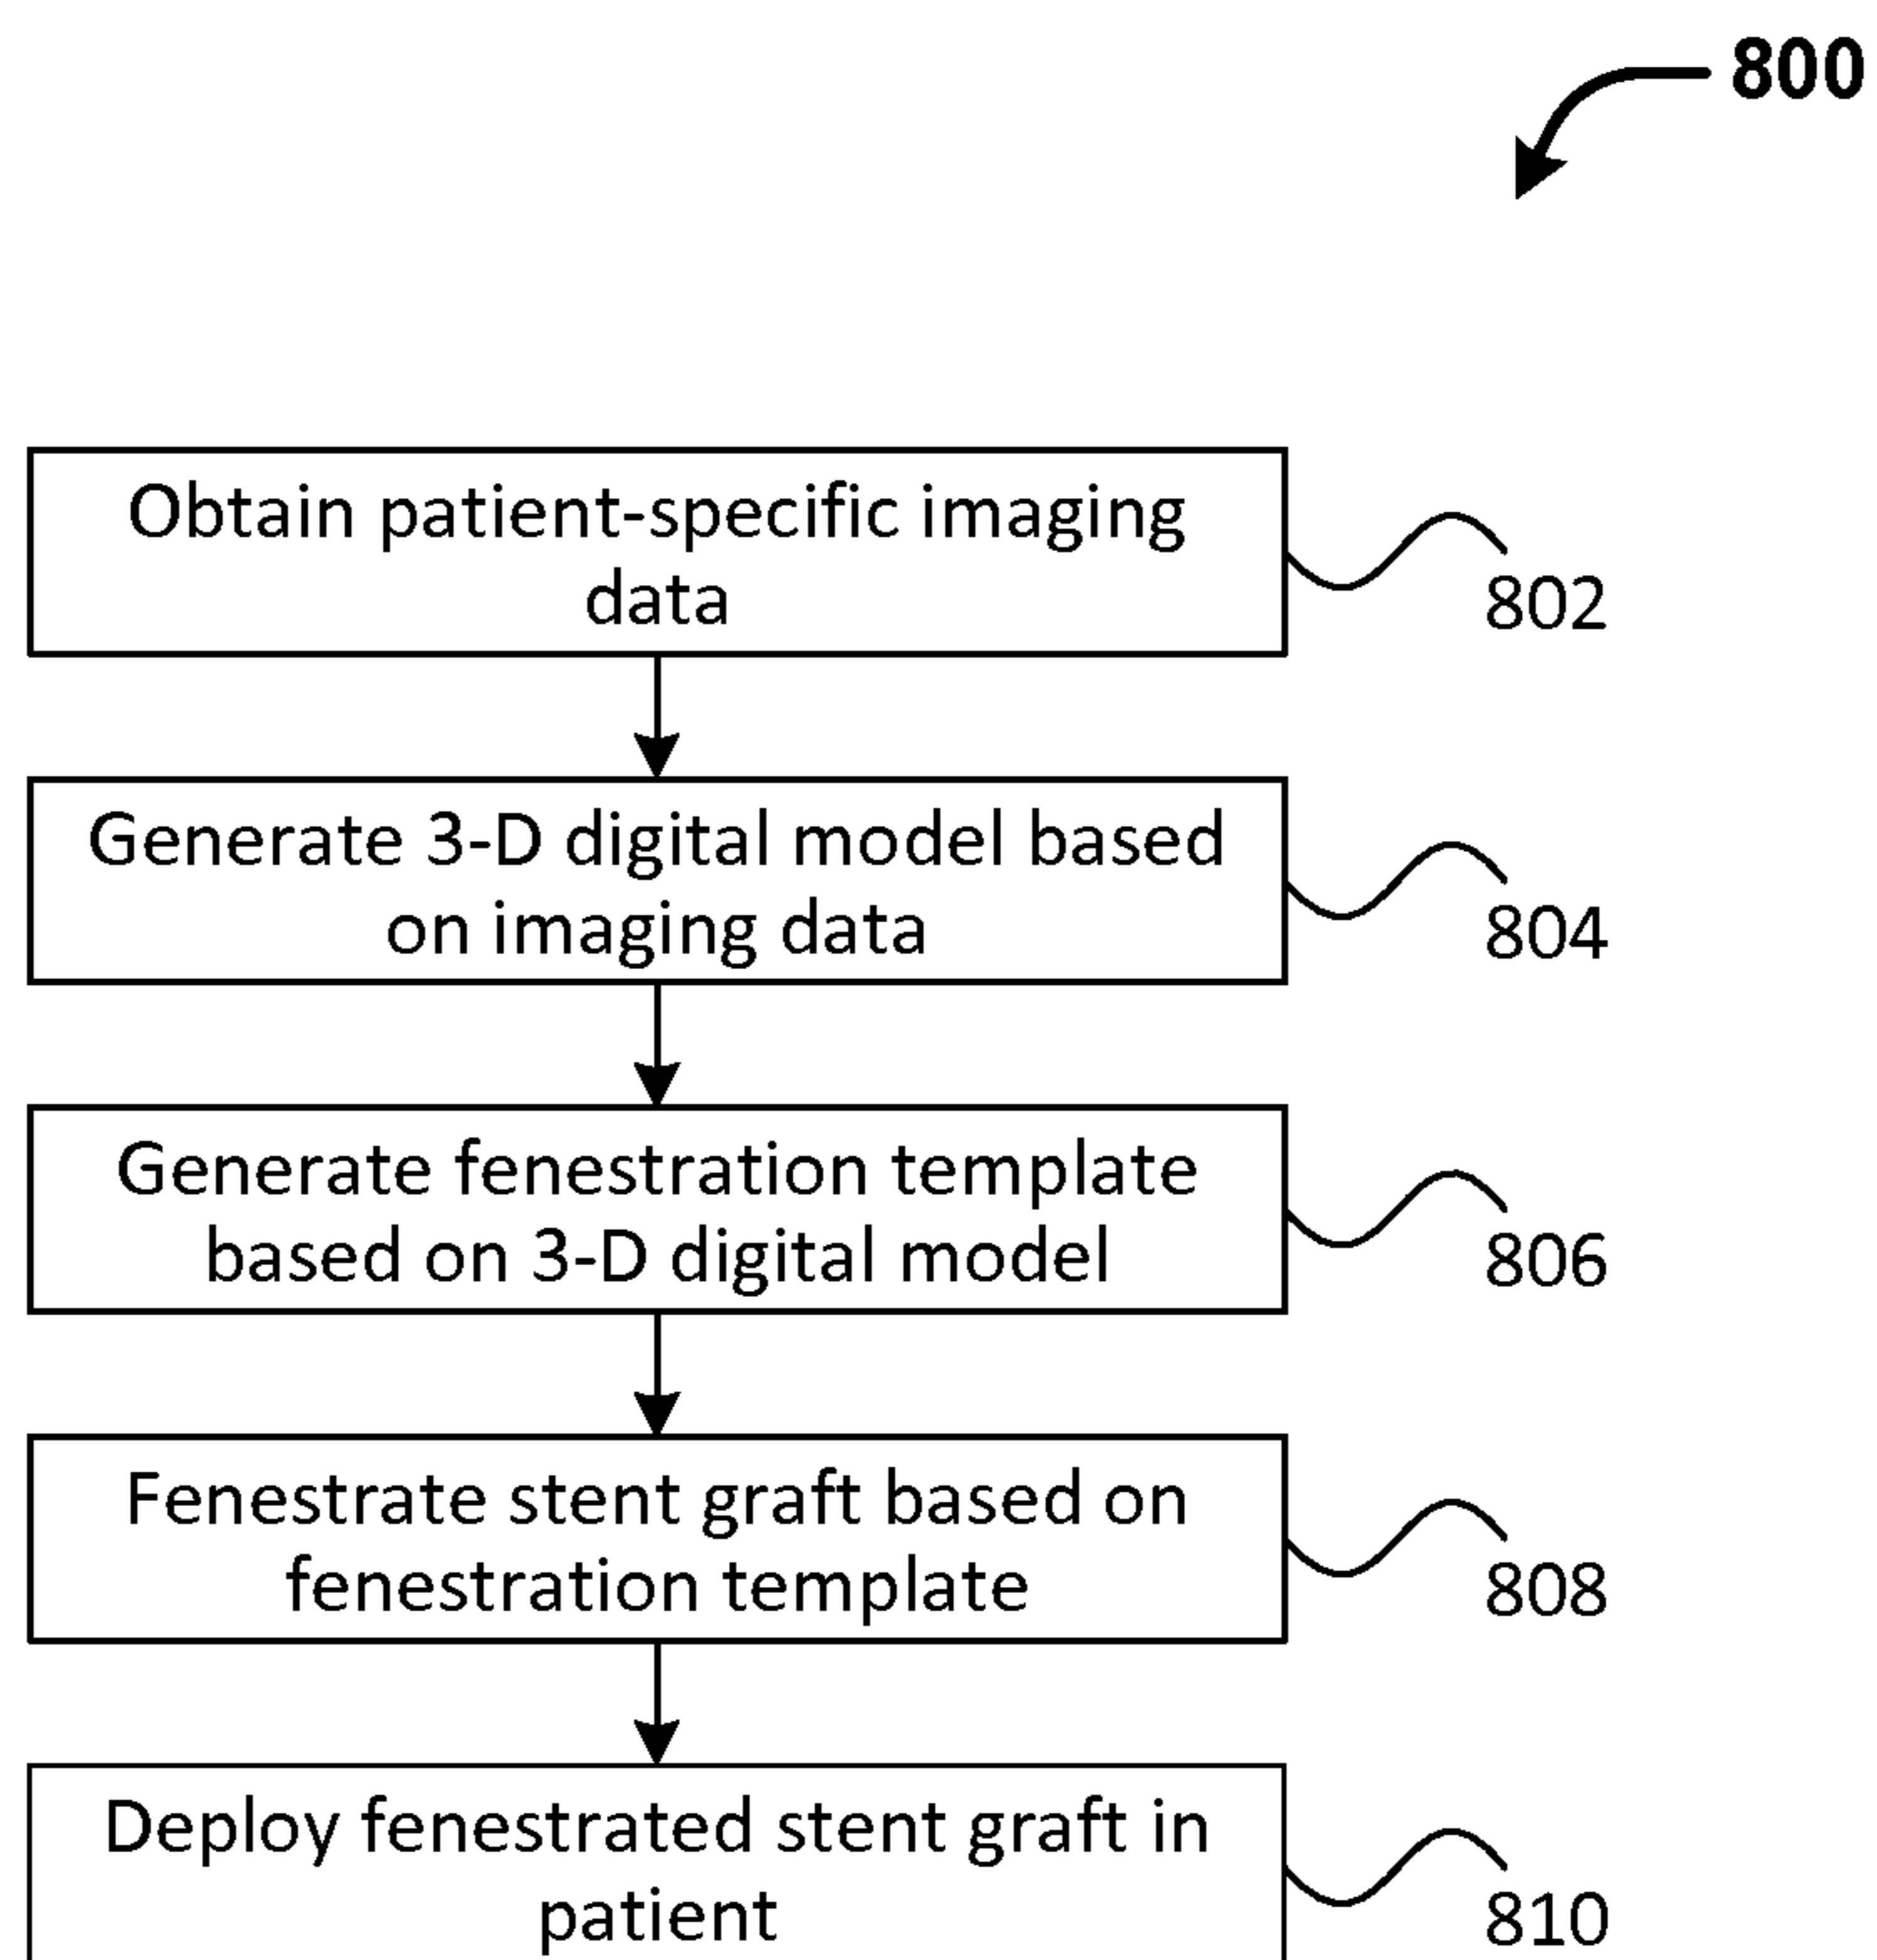 800
Obtain patient-specific imaging
data
802
Generate 3-D digital model based
on imaging data
804
Generate fenestration template
based on 3-D digital model
806
Fenestrate stent graft based on
fenestration template
808
Deploy fenestrated stent graft in
patient
810